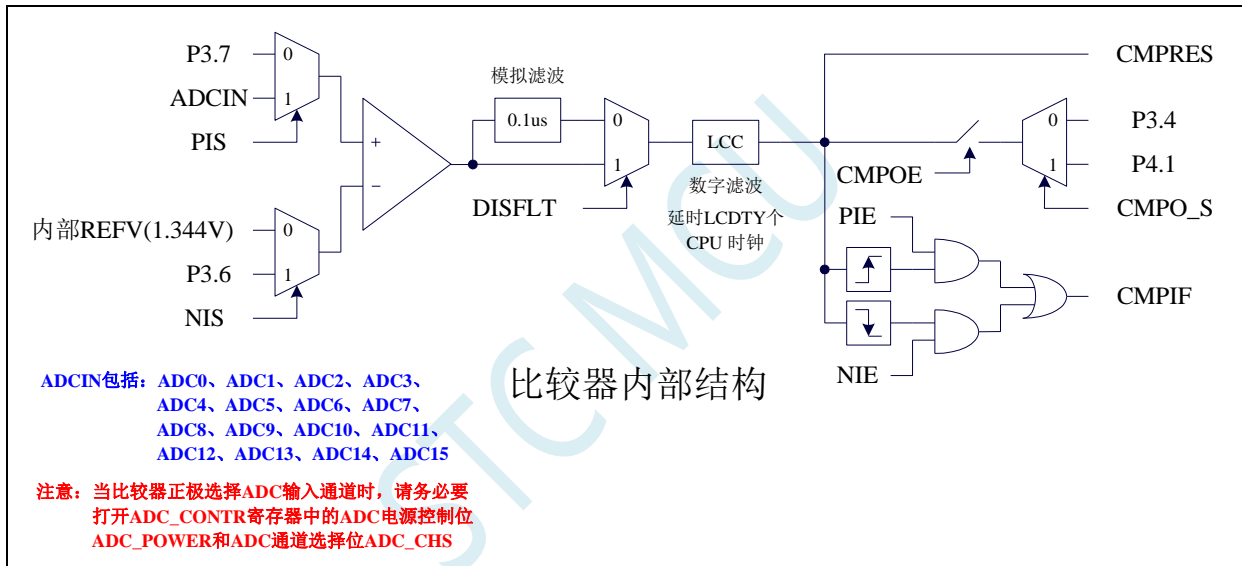 P3.7
0
ADCIN
1
PIS
+
−
内部REFV(1.344V)
0
P3.6
1
NIS
模拟滤波
0.1us
0
1
DISFLT
LCC
数字滤波
延时LCDTY个
CPU 时钟
CMPRES
0
P3.4
1
P4.1
CMPOE
CMPO_S
PIE
CMPIF
NIE
比较器内部结构
ADCIN包括：ADC0、ADC1、ADC2、ADC3、
ADC4、ADC5、ADC6、ADC7、
ADC8、ADC9、ADC10、ADC11、
ADC12、ADC13、ADC14、ADC15
注意：当比较器正极选择ADC输入通道时，请务必要
打开ADC_CONTR寄存器中的ADC电源控制位
ADC_POWER和ADC通道选择位ADC_CHS
STC MCU